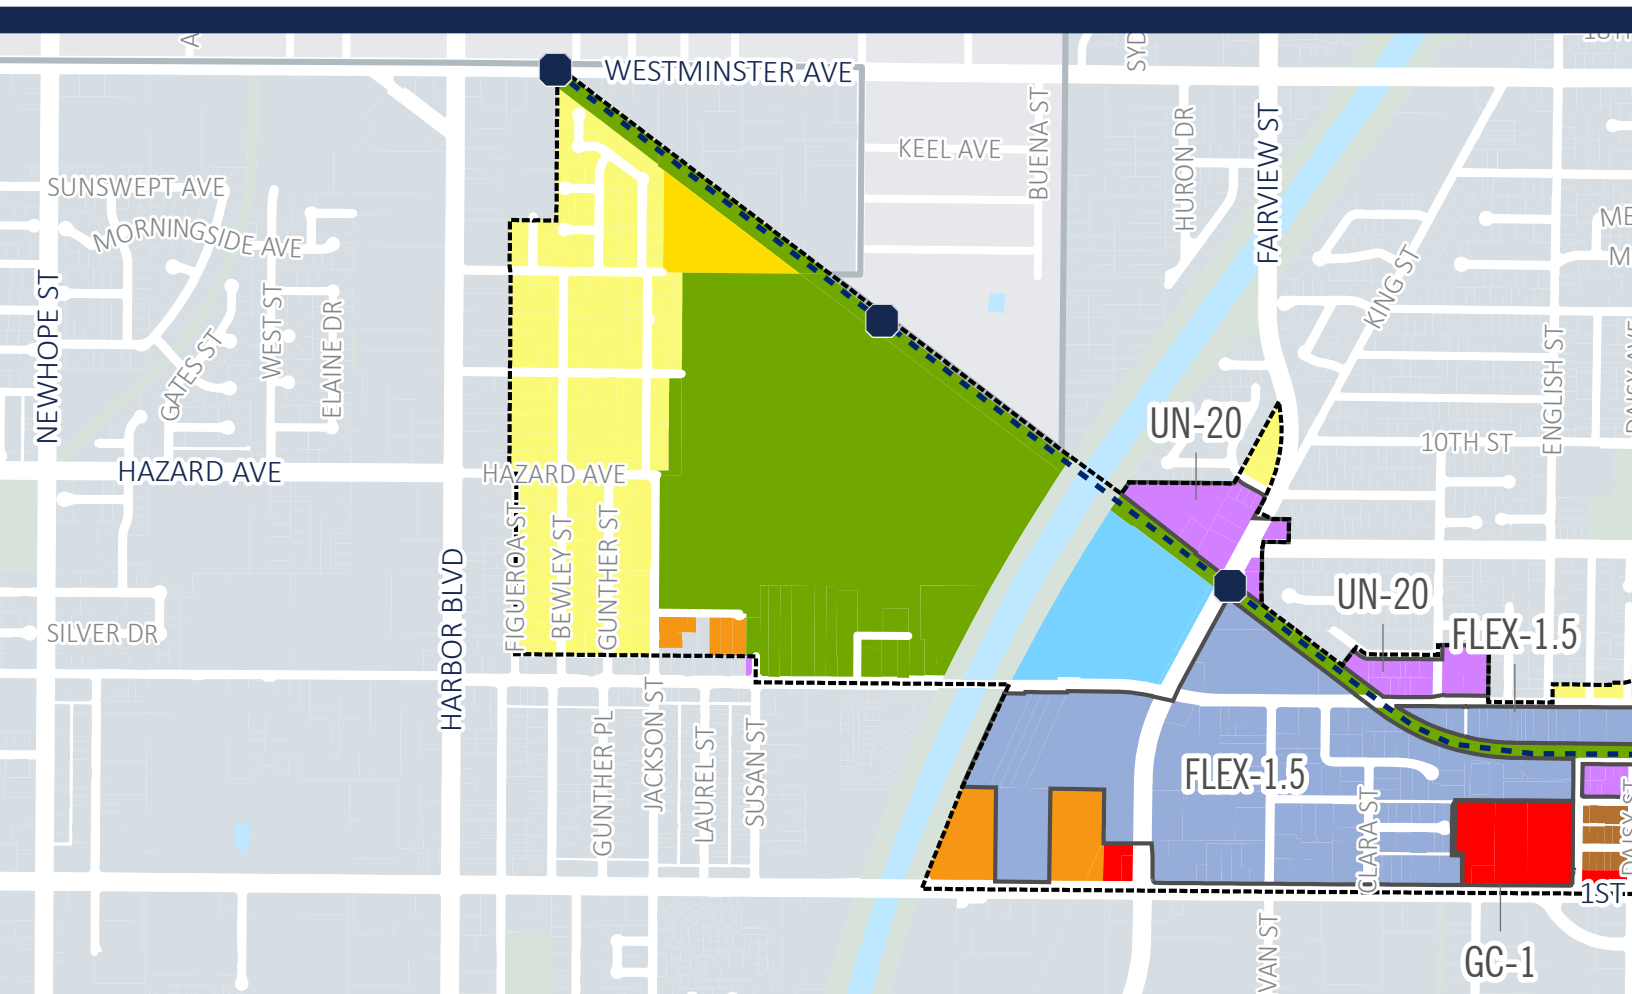 WESTMINSTER AVE
KEEL AVE
BUENA ST
HURON DR
FAIRVIEW ST
SUNSWEPT AVE
MORNINGSIDE AVE
KING ST
NEWHOPE ST
WEST ST
ELAINE DR
GATES ST
ENGLISH ST
UN-20
10TH ST
HAZARD AVE
HAZARD AVE
FIGUEROA ST
BEWLEY ST
GUNTHER ST
HARBOR BLVD
SILVER DR
UN-20
FLEX-1.5
GUNTHER PL
JACKSON ST
LAUREL ST
SUSAN ST
FLEX-1.5
CLARA ST
DAISY ST
1ST
VAN ST
GC-1